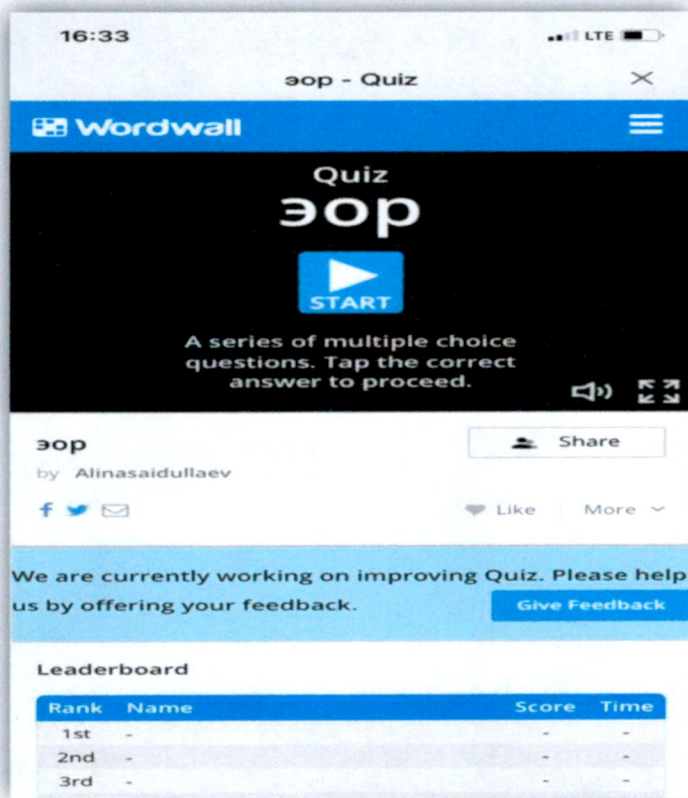 16:33 LTE
эор - Quiz
Wordwall
Quiz
эор
START
A series of multiple choice
questions. Tap the correct
answer to proceed.
эор
Share
by Alinasaidullaev
Like More
We are currently working on improving Quiz. Please help
us by offering your feedback. Give Feedback
Leaderboard
Rank Name Score Time
1st - - -
2nd - - -
3rd - - -